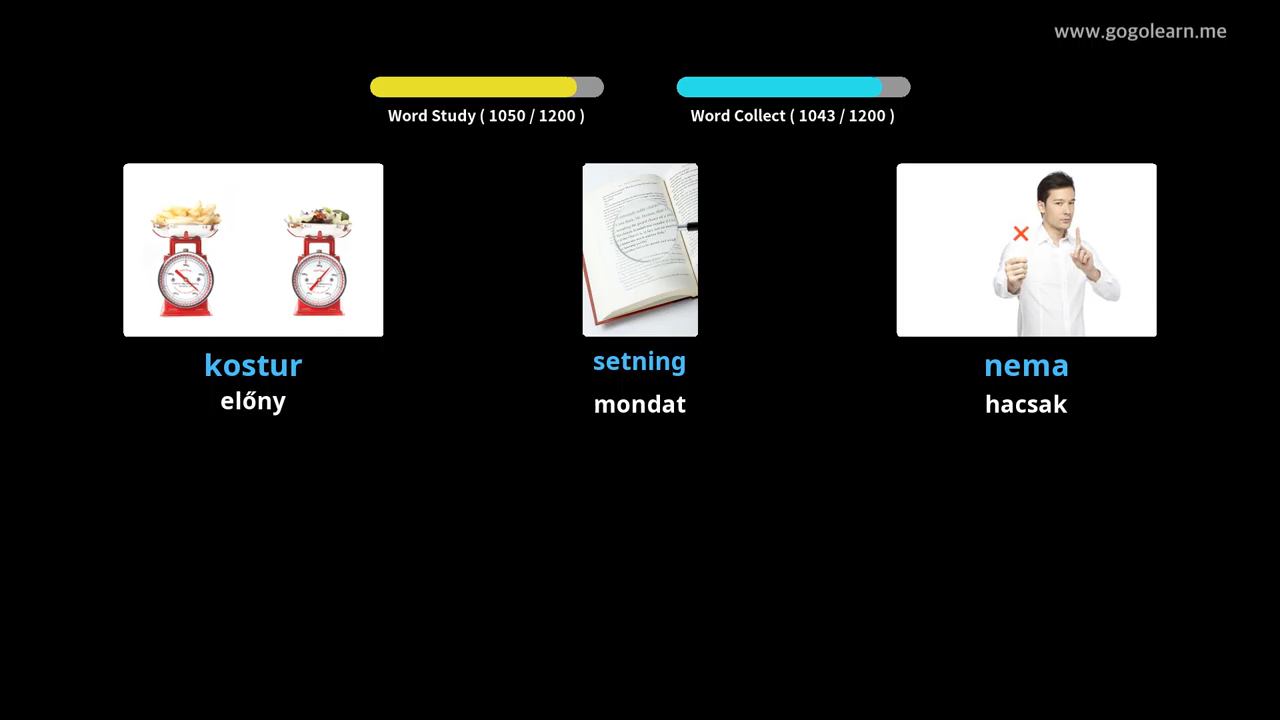 www.gogolearn.me
Word Study ( 1050 / 1200 )
Word Collect ( 1043 / 1200 )
kostur
előny
setning
mondat
nema
hacsak